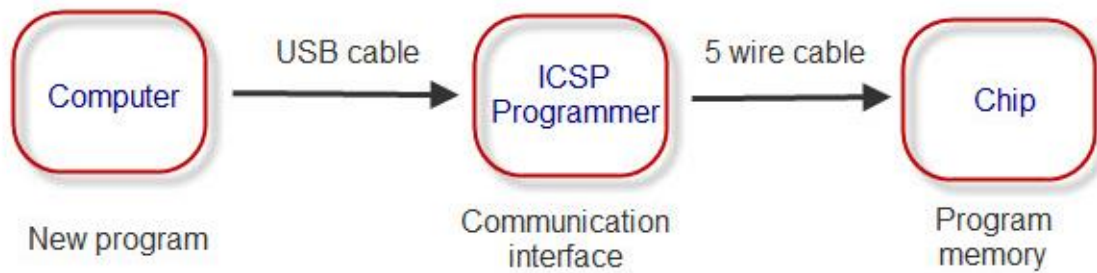 USB cable
5 wire cable
Computer
ICSP
Programmer
Chip
New program
Communication
interface
Program
memory